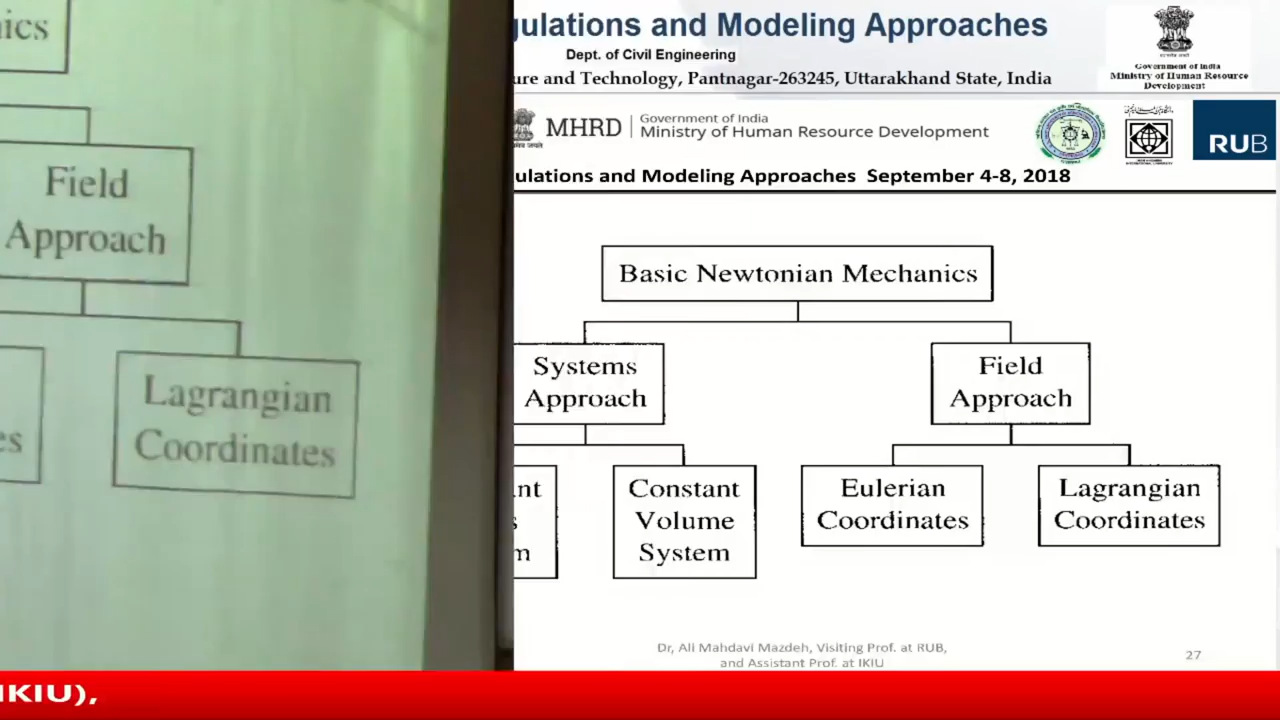 ics
Field
Approach
es
Lagrangian
Coordinates
gulations and Modeling Approaches
Dept. of Civil Engineering
ure and Technology, Pantnagar-263245, Uttarakhand State, India
Government of India
Ministry of Human Resource
Development
MHRD
Government of India
Ministry of Human Resource Development
RUB
ulations and Modeling Approaches September 4-8, 2018
Basic Newtonian Mechanics
Systems
Approach
Field
Approach
nt
s
m
Constant
Volume
System
Eulerian
Coordinates
Lagrangian
Coordinates
Dr, Ali Mahdavi Mazdeh, Visiting Prof. at RUB,
and Assistant Prof. at IKIU
27
IKIU),